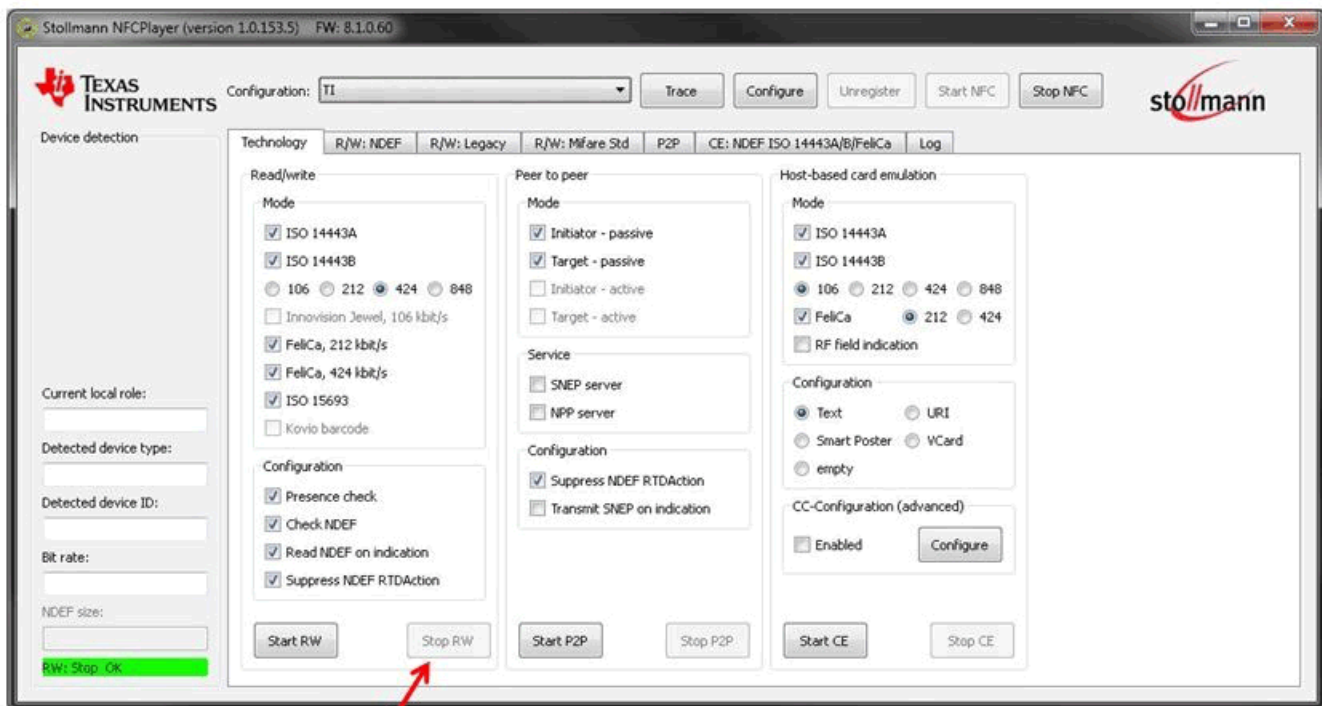 Stollmann NFCPlayer (version 1.0.153.5) FW: 8.1.0.60
TEXAS INSTRUMENTS
Configuration: TI Trace Configure Unregister Start NFC Stop NFC
stollmann
Device detection
Technology R/W: NDEF R/W: Legacy R/W: Mifare Std P2P CE: NDEF ISO 14443A/B/FeliCa Log
Read/write
Mode
ISO 14443A
ISO 14443B
106 212 424 848
Innovision Jewel, 106 kbit/s
FeliCa, 212 kbit/s
FeliCa, 424 kbit/s
ISO 15693
Kovio barcode
Configuration
Presence check
Check NDEF
Read NDEF on indication
Suppress NDEF RTDAction
Start RW Stop RW
Peer to peer
Mode
Initiator - passive
Target - passive
Initiator - active
Target - active
Service
SNEP server
NPP server
Configuration
Suppress NDEF RTDAction
Transmit SNEP on indication
Start P2P Stop P2P
Host-based card emulation
Mode
ISO 14443A
ISO 14443B
106 212 424 848
FeliCa 212 424
RF field indication
Configuration
Text URI
Smart Poster VCard
empty
CC-Configuration (advanced)
Enabled Configure
Start CE Stop CE
Current local role:
Detected device type:
Detected device ID:
Bit rate:
NDEF size:
RW: Stop OK